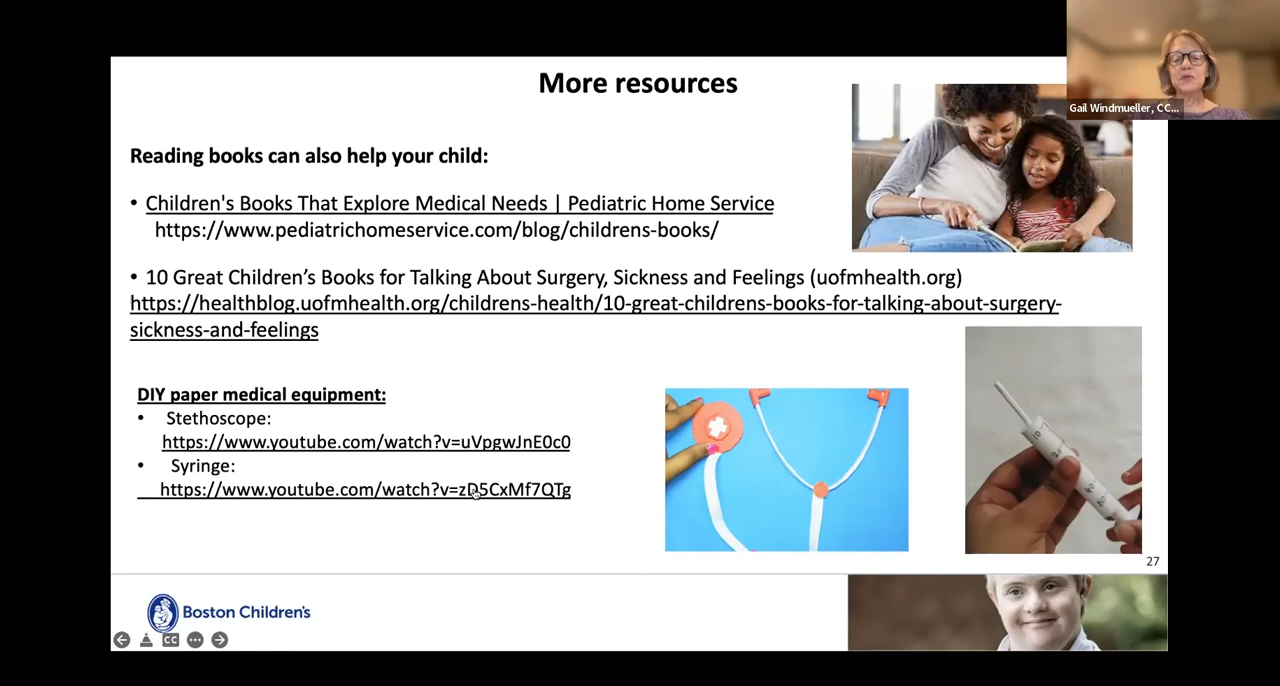 More resources
Gail Windmueller, CC...
Reading books can also help your child:
• Children's Books That Explore Medical Needs | Pediatric Home Service
https://www.pediatrichomeservice.com/blog/childrens-books/
• 10 Great Children’s Books for Talking About Surgery, Sickness and Feelings (uofmhealth.org)
https://healthblog.uofmhealth.org/childrens-health/10-great-childrens-books-for-talking-about-surgery-
sickness-and-feelings
DIY paper medical equipment:
• Stethoscope:
https://www.youtube.com/watch?v=uVpgwJnE0c0
• Syringe:
https://www.youtube.com/watch?v=zD5CxMf7QTg
27
Boston Children's
CC